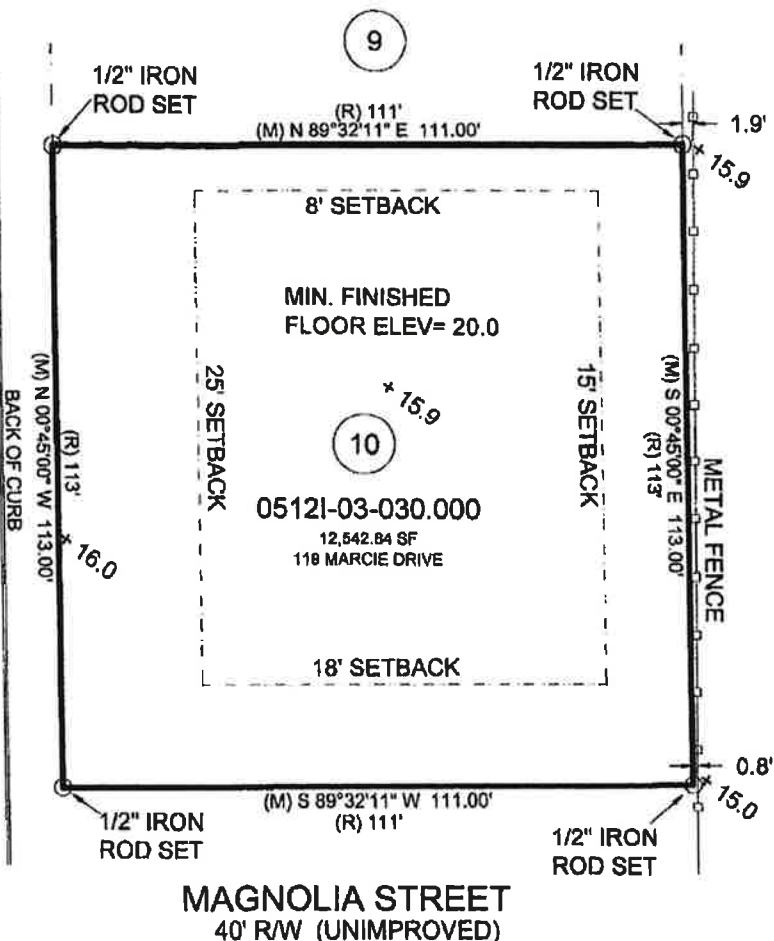 9
1/2" IRON
ROD SET
1/2" IRON
ROD SET
(R) 111'
(M) N 89°32'11" E 111.00'
1.9'
15.9
8' SETBACK
MIN. FINISHED
FLOOR ELEV= 20.0
25' SETBACK
15' SETBACK
15.9
10
0512I-03-030.000
12,542.84 SF
118 MARCIE DRIVE
BACK OF CURB
(M) N 00°45'00" W 113.00'
(R) 113'
16.0
(M) S 00°45'00" E 113.00'
(R) 113'
METAL FENCE
18' SETBACK
0.8'
15.0
(M) S 89°32'11" W 111.00'
(R) 111'
1/2" IRON
ROD SET
1/2" IRON
ROD SET
MAGNOLIA STREET
40' R/W (UNIMPROVED)